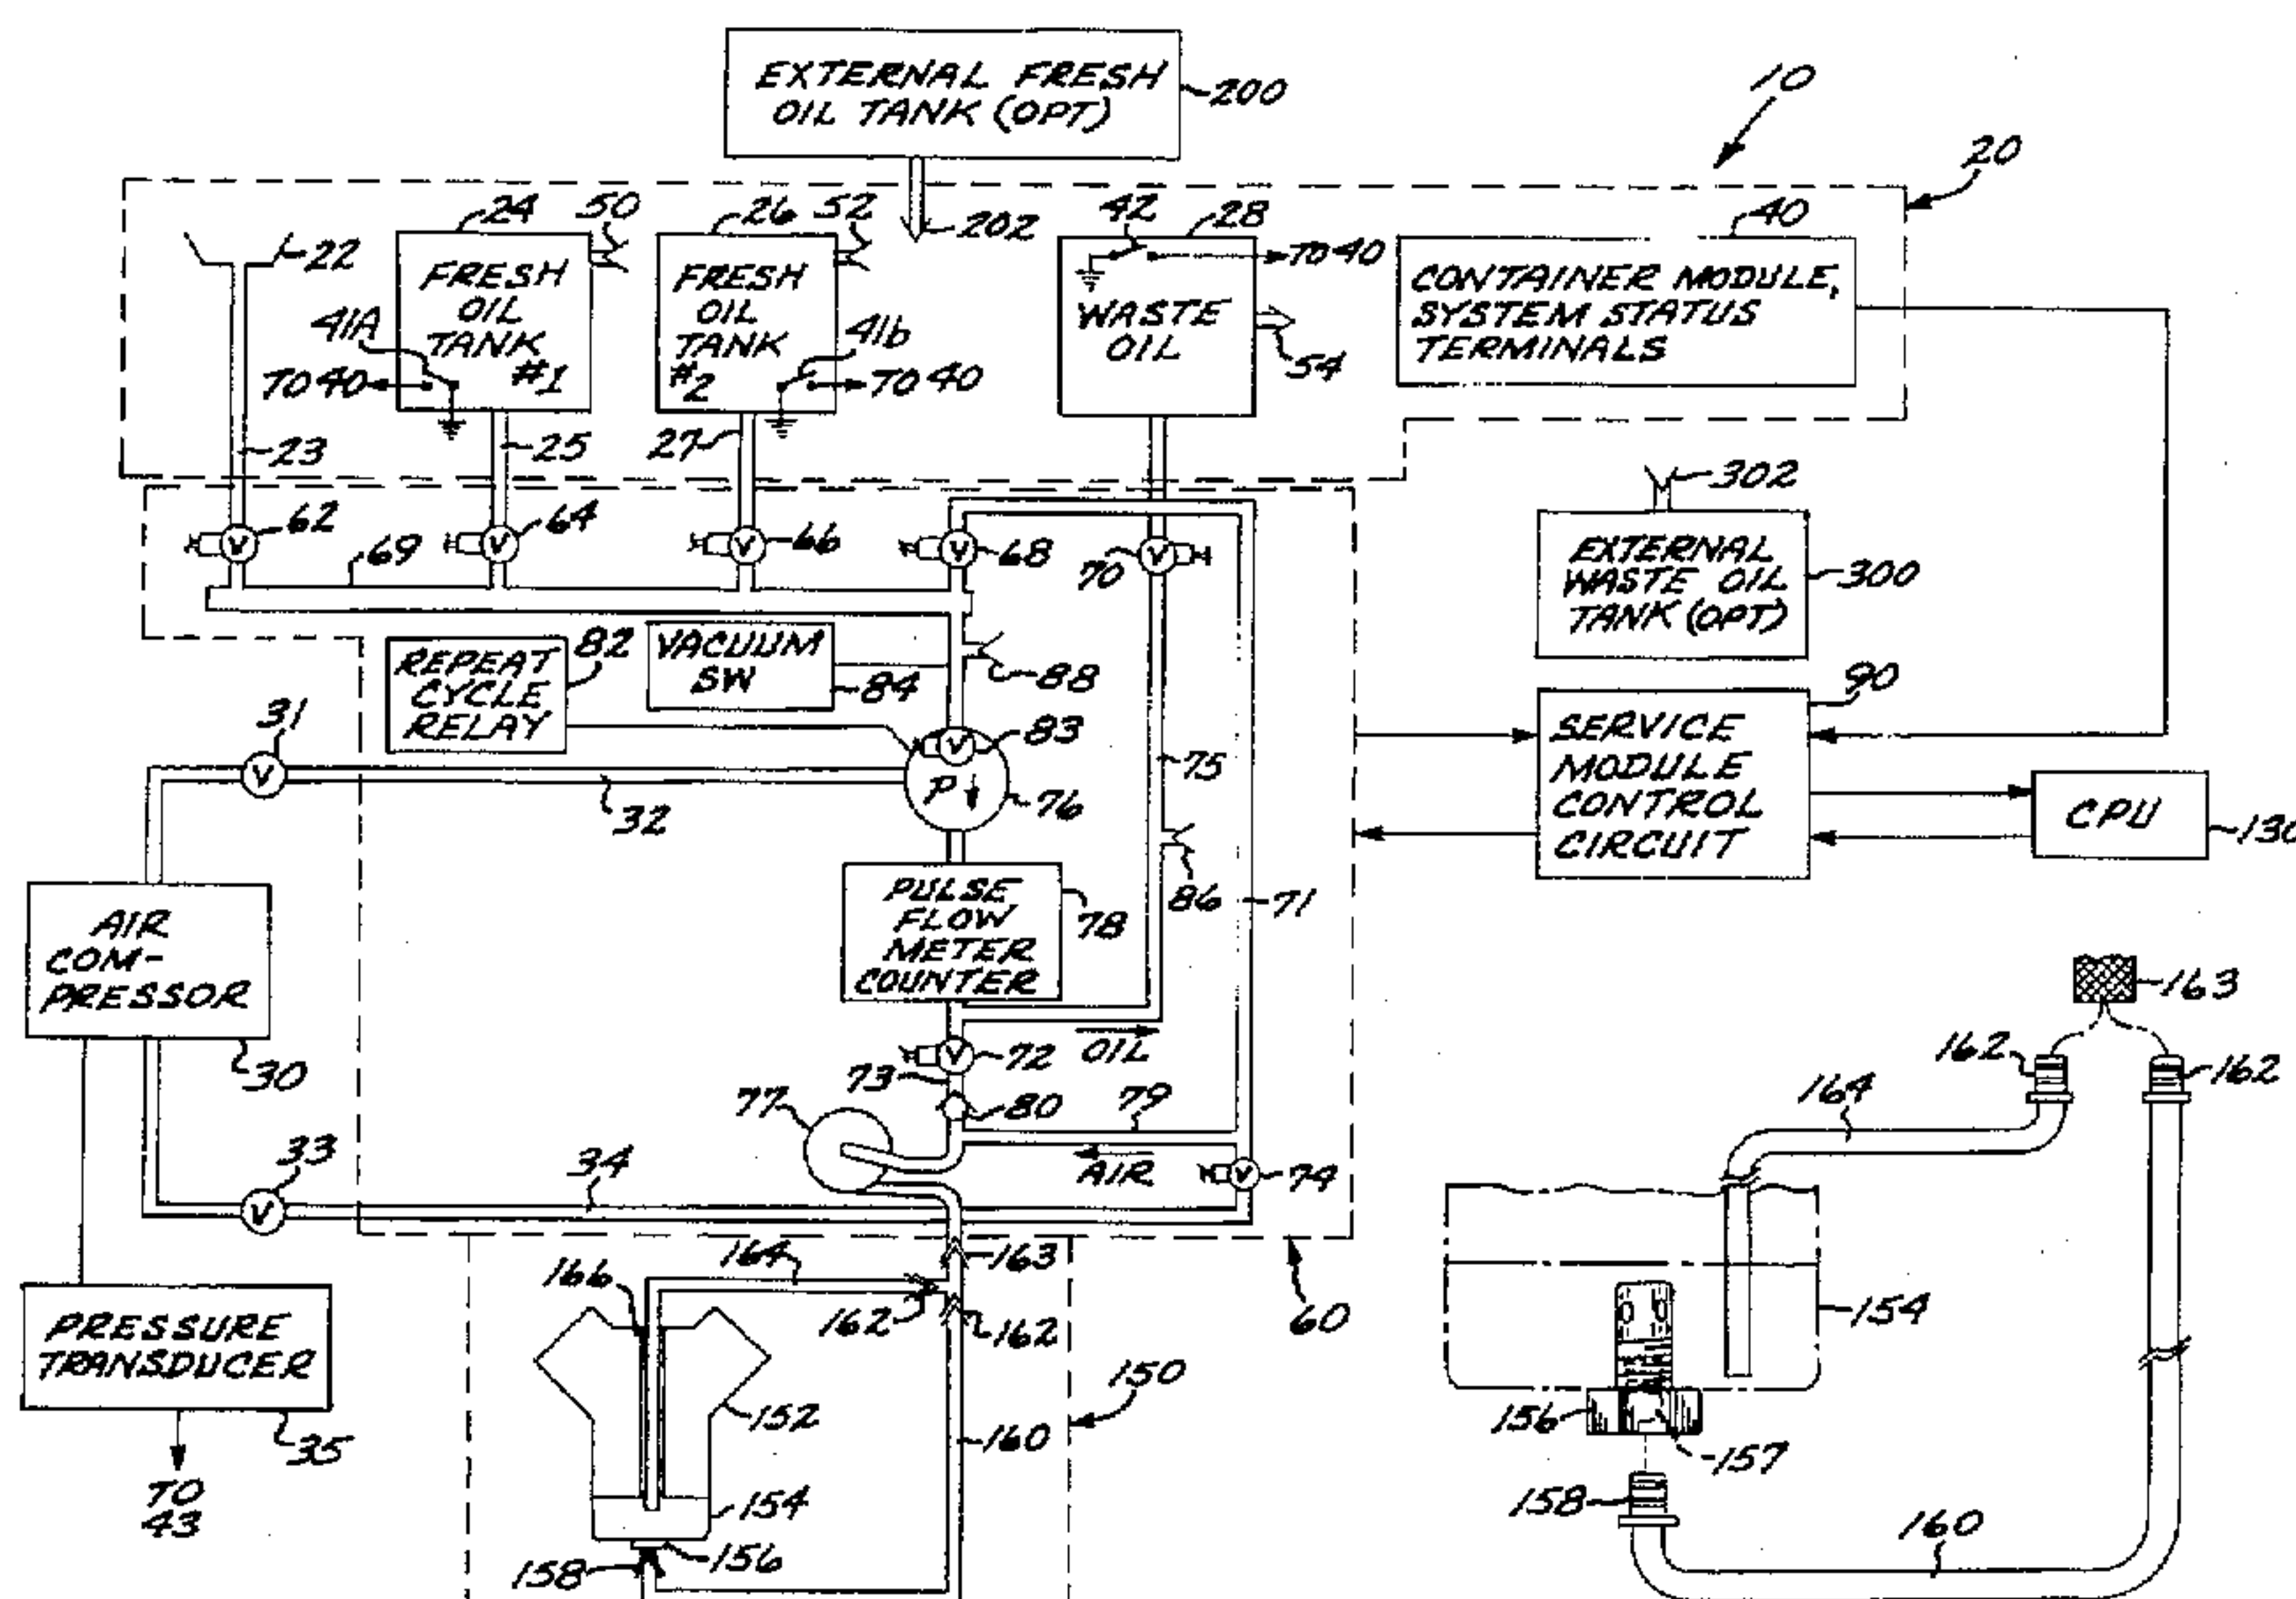 EXTERNAL FRESH
OIL TANK (OPT)
200
10
20
202
22
23
24
50
FRESH
OIL
TANK
#1
41A
TO 40
25
26
52
FRESH
OIL
TANK
#2
41b
TO 40
27
42
28
TO 40
WASTE
OIL
54
40
CONTAINER MODULE,
SYSTEM STATUS
TERMINALS
62
64
66
68
70
69
302
EXTERNAL
WASTE OIL
TANK (OPT)
300
V
V
V
V
V
REPEAT
CYCLE
RELAY
82
VACUUM
SW
84
88
31
V
32
V
83
P
76
75
86
71
90
SERVICE
MODULE
CONTROL
CIRCUIT
CPU
130
AIR
COM-
PRESSOR
30
PULSE
FLOW
METER
COUNTER
78
OIL
V
72
73
80
79
77
AIR
V
74
33
V
34
60
PRESSURE
TRANSDUCER
35
TO
43
163
164
166
162
162
150
152
160
154
156
158
163
162
162
164
154
156
157
158
160